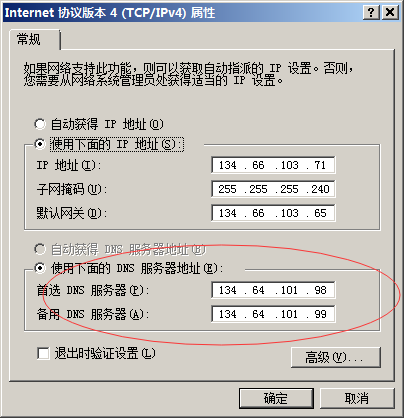 Internet 协议版本 4 (TCP/IPv4) 属性
常规
如果网络支持此功能,则可以获取自动指派的 IP 设置。否则,
您需要从网络系统管理员处获得适当的 IP 设置。
自动获得 IP 地址(O)
使用下面的 IP 地址(S):
IP 地址(I): 134 . 66 . 103 . 71
子网掩码(U): 255 . 255 . 255 . 240
默认网关(D): 134 . 66 . 103 . 65
自动获得 DNS 服务器地址(B)
使用下面的 DNS 服务器地址(E):
首选 DNS 服务器(P): 134 . 64 . 101 . 98
备用 DNS 服务器(A): 134 . 64 . 101 . 99
退出时验证设置(L)
高级(V)...
确定 取消